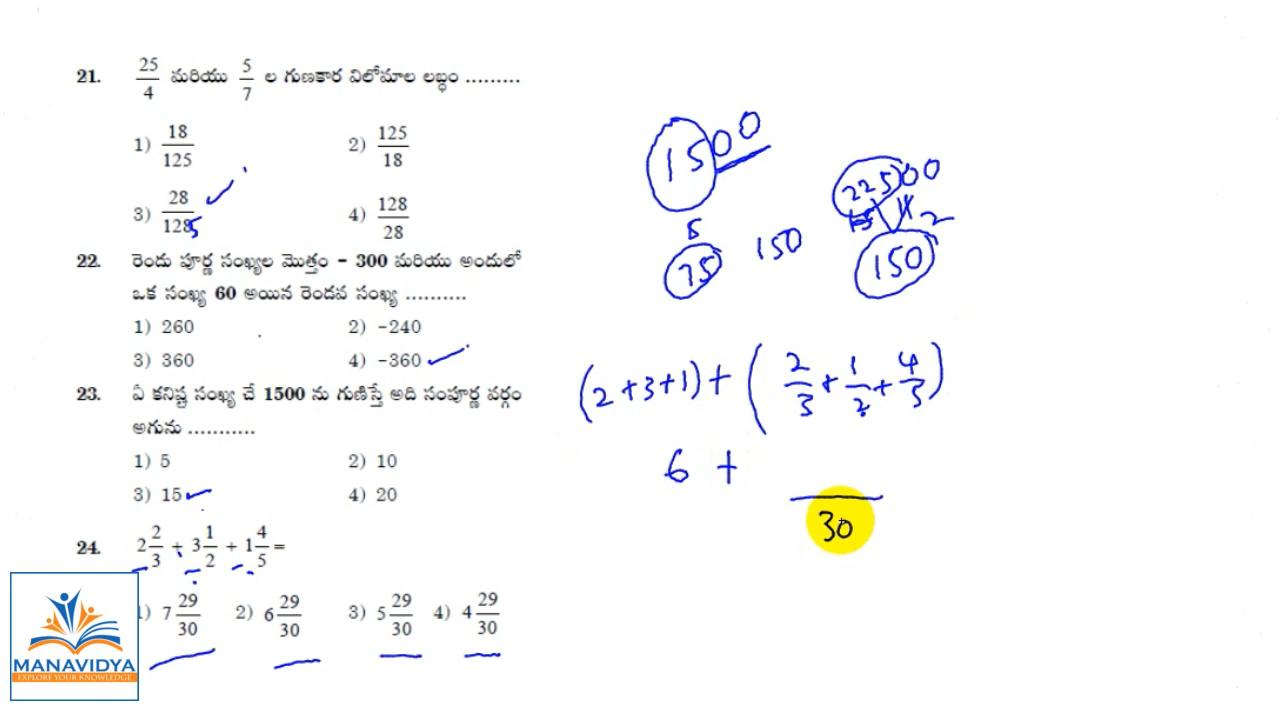 21. 25/4 మరియు 5/7 ల గుణకార విలోమాల లబ్ధం .........
1) 18/125 2) 125/18
3) 28/128 5 ✓ 4) 128/28
22. రెండు పూర్ణ సంఖ్యల మొత్తం - 300 మరియు అందులో
ఒక సంఖ్య 60 అయిన రెండవ సంఖ్య ..........
1) 260 2) -240
3) 360 4) -360 ✓
23. ఏ కనిష్ట సంఖ్య చే 1500 ను గుణిస్తే అది సంపూర్ణ వర్గం
అగును ...........
1) 5 2) 10
3) 15 ✓ 4) 20
24. 2 2/3 + 3 1/2 + 1 4/5 =
1) 7 29/30 2) 6 29/30 3) 5 29/30 4) 4 29/30
MANAVIDYA
EXPLORE YOUR KNOWLEDGE
1500
22500
15
2
75 150 150
(2+3+1) + (2/3 + 1/2 + 4/5)
6 +
30